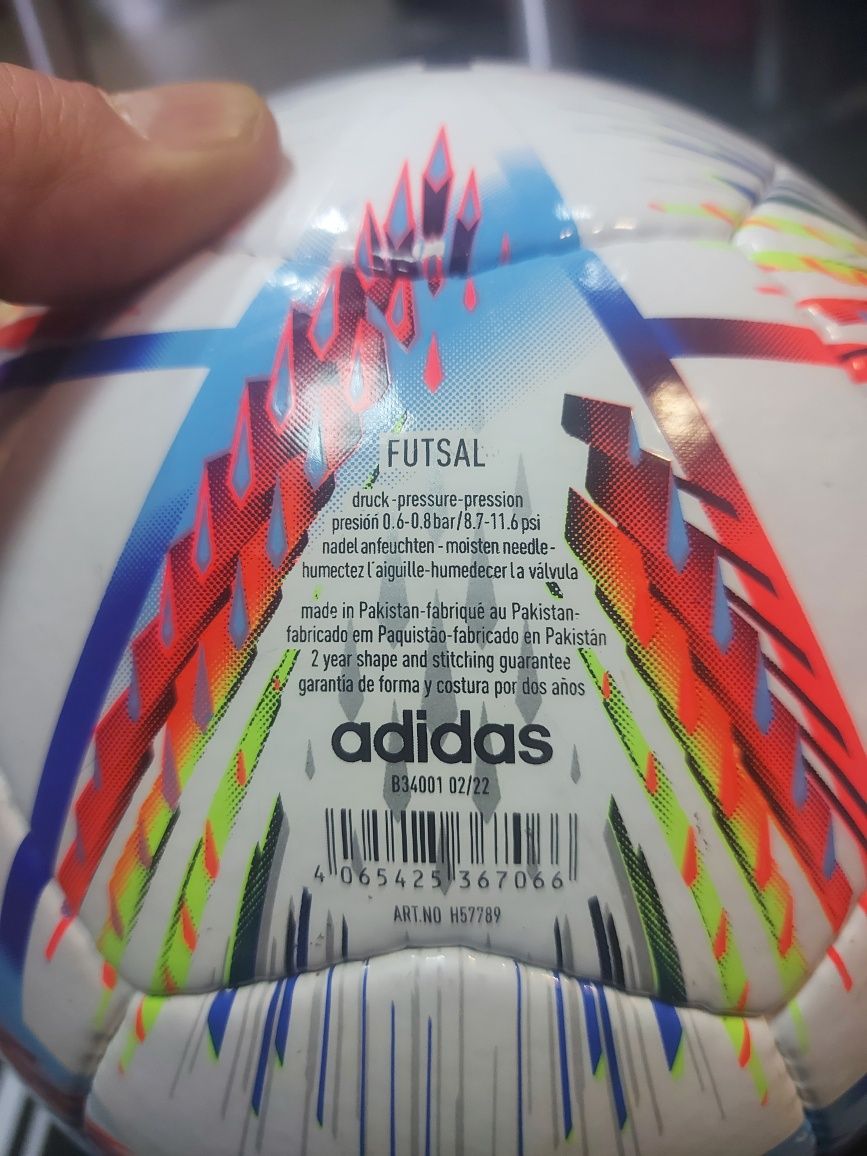 FUTSAL
druck-pressure-pression
presión 0.6-0.8 bar/8.7-11.6 psi
nadel anfeuchten - moisten needle-
humectez l´aiguille-humedecer la válvula
made in Pakistan-fabriqué au Pakistan-
fabricado em Paquistão-fabricado en Pakistán
2 year shape and stitching guarantee
garantía de forma y costura por dos años
adidas
B34001 02/22
4 065425 367066
ART.NO H57789